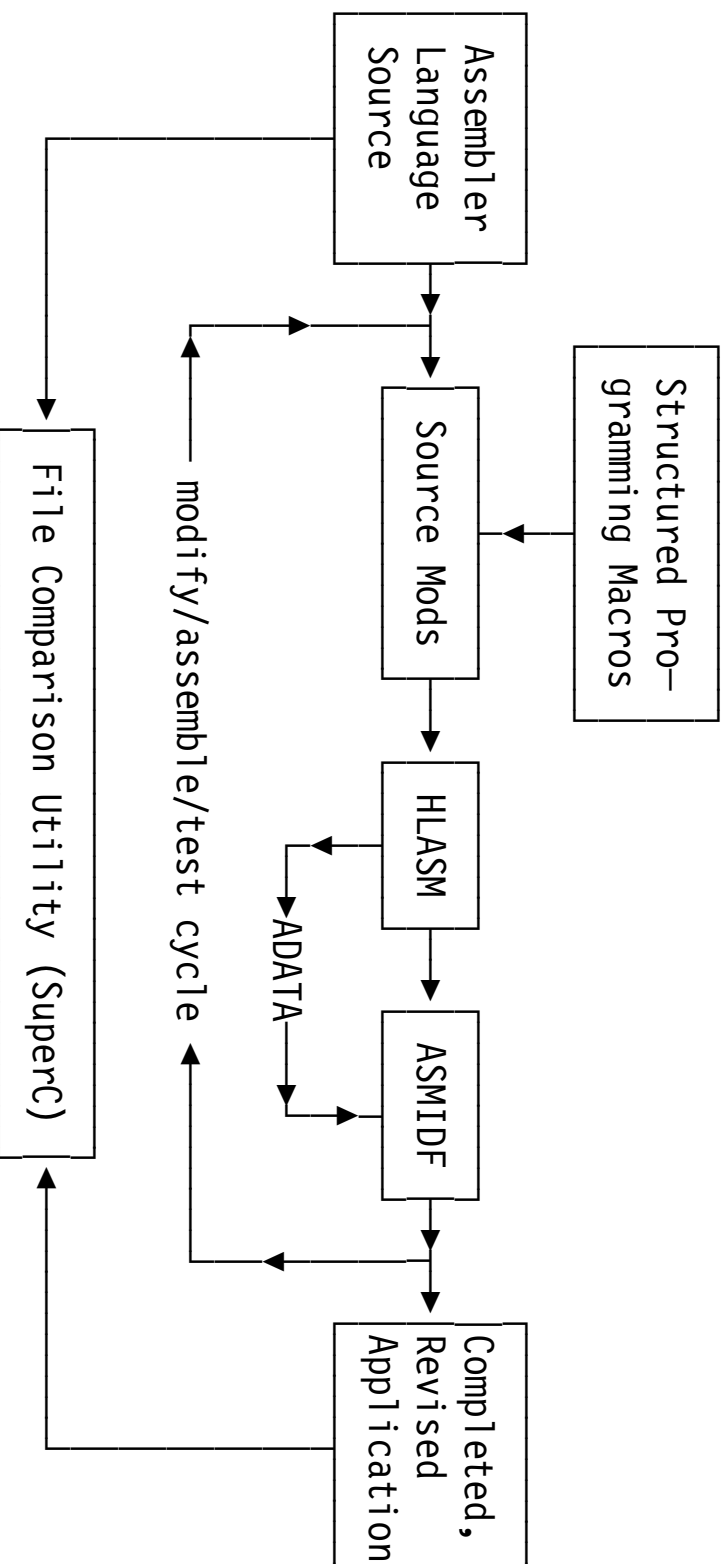 Structured Pro—
gramming Macros
Assembler
Language
Source
Source Mods
HLASM
ASMIDF
Completed,
Revised
Application
ADATA
modify/assemble/test cycle
File Comparison Utility (SuperC)